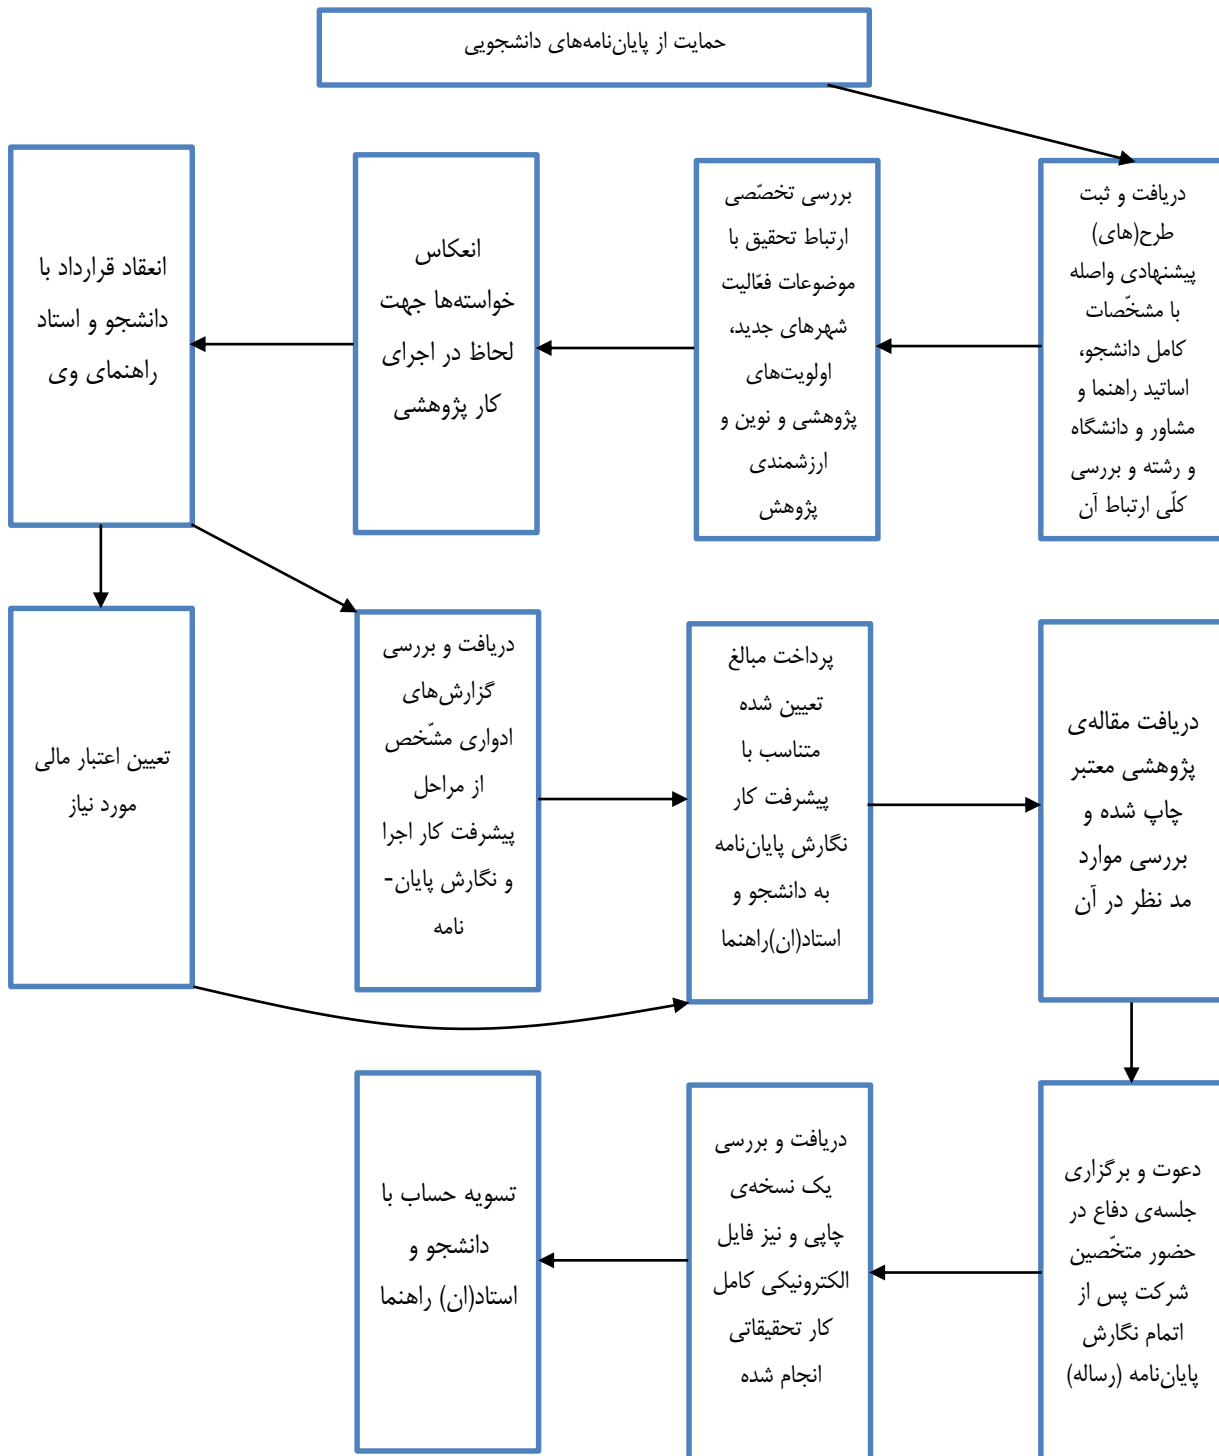 حمایت از پایان‌نامه‌های دانشجویی
دریافت و ثبت
طرح(های)
پیشنهادی واصله
با مشخّصات
کامل دانشجو،
اساتید راهنما و
مشاور و دانشگاه
و رشته و بررسی
کلّی ارتباط آن
بررسی تخصّصی
ارتباط تحقیق با
موضوعات فعّالیت
شهرهای جدید،
اولویت‌های
پژوهشی و نوین و
ارزشمندی
پژوهش
انعکاس
خواسته‌ها جهت
لحاظ در اجرای
کار پژوهشی
انعقاد قرارداد با
دانشجو و استاد
راهنمای وی
تعیین اعتبار مالی
مورد نیاز
دریافت و بررسی
گزارش‌های
ادواری مشّخص
از مراحل
پیشرفت کار اجرا
و نگارش پایان-
نامه
پرداخت مبالغ
تعیین شده
متناسب با
پیشرفت کار
نگارش پایان‌نامه
به دانشجو و
استاد(ان)راهنما
دریافت مقاله‌ی
پژوهشی معتبر
چاپ شده و
بررسی موارد
مد نظر در آن
دعوت و برگزاری
جلسه‌ی دفاع در
حضور متخّصین
شرکت پس از
اتمام نگارش
پایان‌نامه (رساله)
دریافت و بررسی
یک نسخه‌ی
چاپی و نیز فایل
الکترونیکی کامل
کار تحقیقاتی
انجام شده
تسویه حساب با
دانشجو و
استاد(ان) راهنما